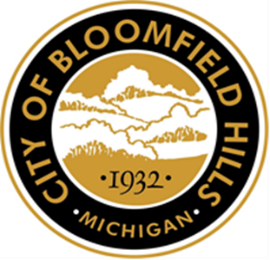 CITY OF BLOOMFIELD HILLS
·1932·
·MICHIGAN·